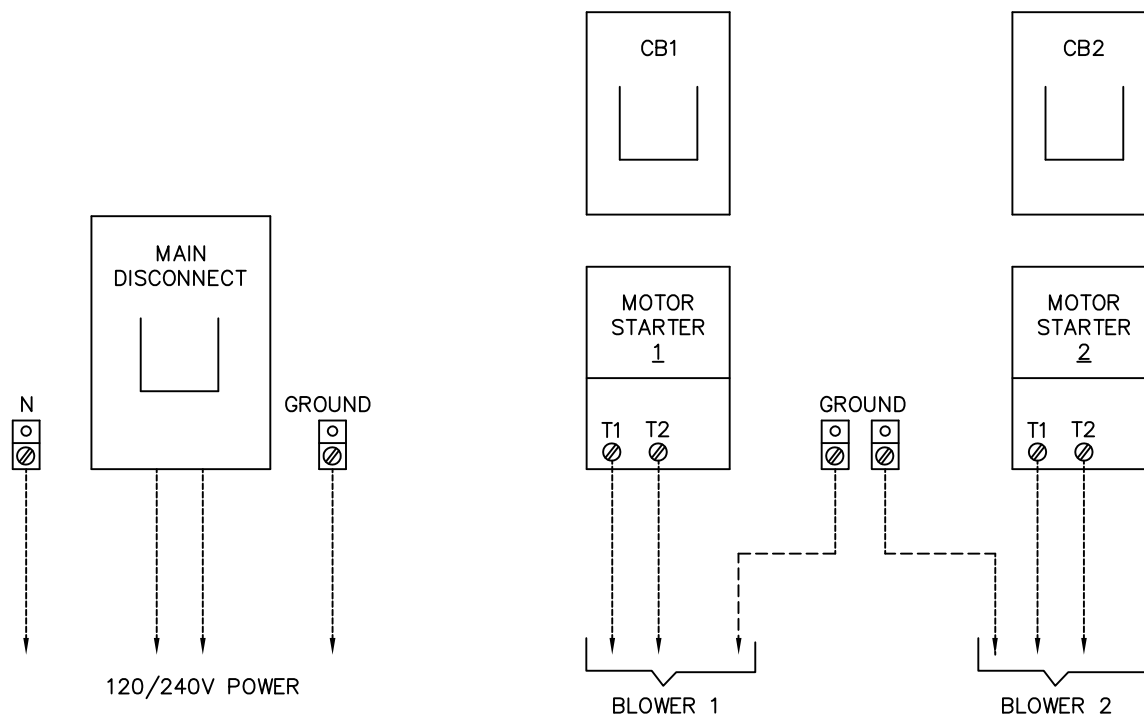 CB1
CB2
MAIN
DISCONNECT
MOTOR
STARTER
1
MOTOR
STARTER
2
N
GROUND
GROUND
T1 T2
T1 T2
120/240V POWER
BLOWER 1
BLOWER 2